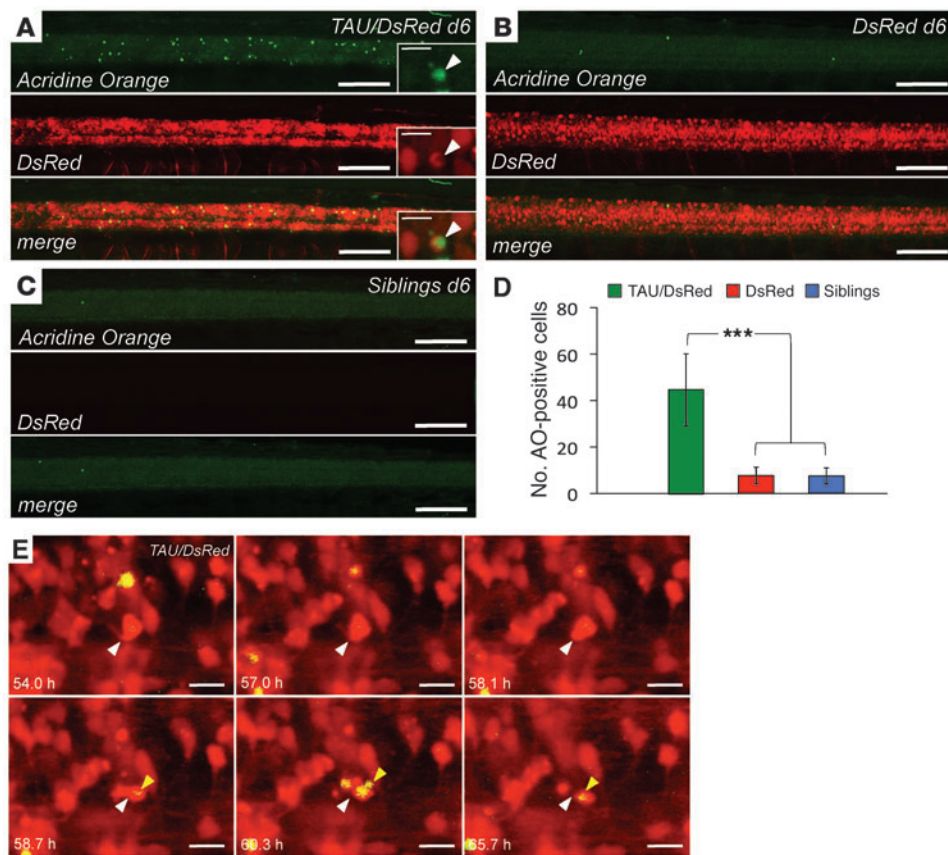 A
TAU/DsRed d6
Acridine Orange
DsRed
merge
B
DsRed d6
Acridine Orange
DsRed
merge
C
Siblings d6
Acridine Orange
DsRed
merge
D
TAU/DsRed DsRed Siblings
No. AO-positive cells
80
60
40
20
0
***
E
TAU/DsRed
54.0 h
57.0 h
58.1 h
58.7 h
60.3 h
65.7 h